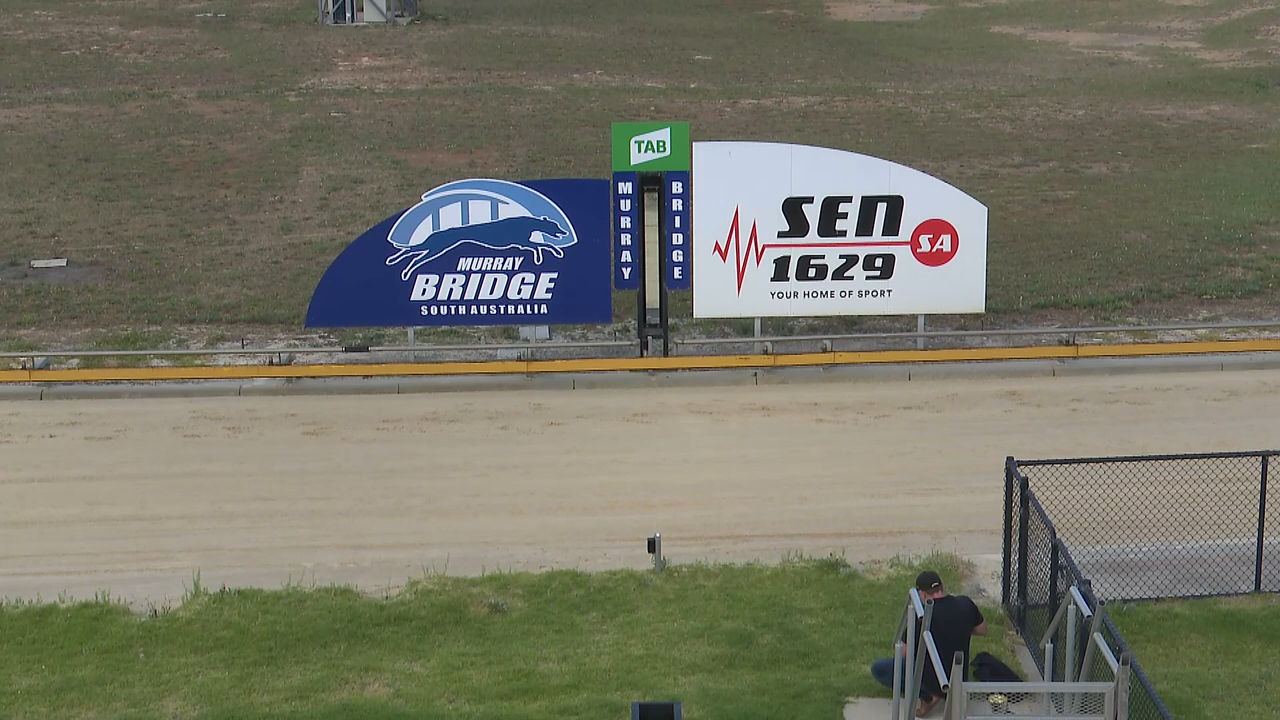 TAB
MURRAY
BRIDGE
MURRAY
BRIDGE
SOUTH AUSTRALIA
SEN
SA
1629
YOUR HOME OF SPORT